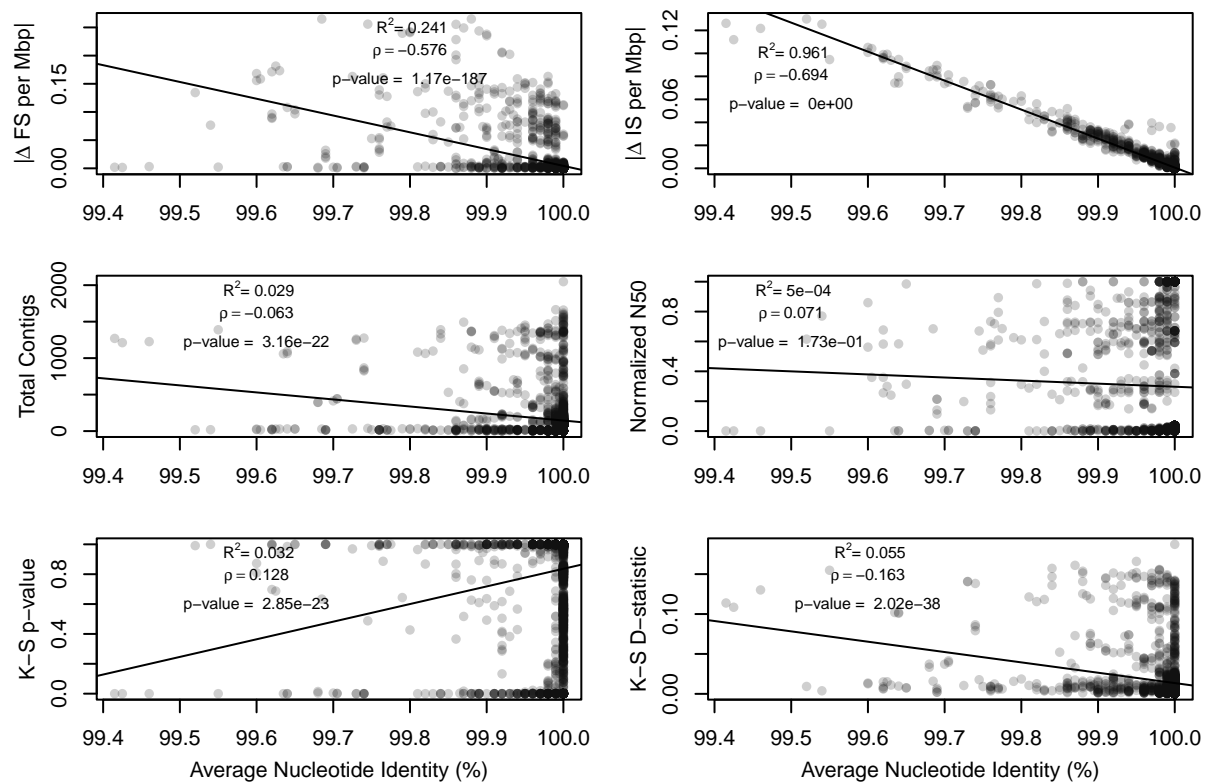 |Δ FS per Mbp|
0.00 0.15
R²= 0.241
ρ = −0.576
p−value = 1.17e−187
99.4 99.5 99.6 99.7 99.8 99.9 100.0
|Δ IS per Mbp|
0.00 0.06 0.12
R²= 0.961
ρ = −0.694
p−value = 0e+00
99.4 99.5 99.6 99.7 99.8 99.9 100.0
Total Contigs
0 1000 2000
R²= 0.029
ρ = −0.063
p−value = 3.16e−22
99.4 99.5 99.6 99.7 99.8 99.9 100.0
Normalized N50
0.0 0.4 0.8
R²= 5e−04
ρ = 0.071
p−value = 1.73e−01
99.4 99.5 99.6 99.7 99.8 99.9 100.0
K−S p−value
0.0 0.4 0.8
R²= 0.032
ρ = 0.128
p−value = 2.85e−23
99.4 99.5 99.6 99.7 99.8 99.9 100.0
Average Nucleotide Identity (%)
K−S D−statistic
0.00 0.10
R²= 0.055
ρ = −0.163
p−value = 2.02e−38
99.4 99.5 99.6 99.7 99.8 99.9 100.0
Average Nucleotide Identity (%)